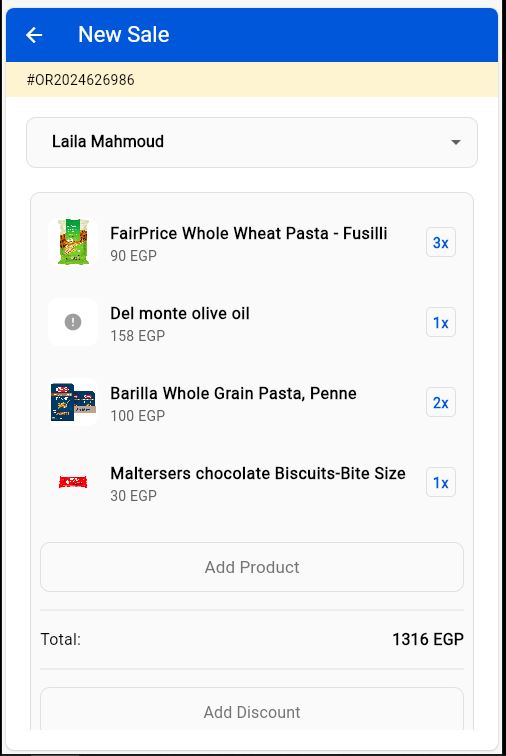 New Sale
#OR2024626986
Laila Mahmoud
FairPrice Whole Wheat Pasta - Fusilli
90 EGP
3x
Del monte olive oil
158 EGP
1x
Barilla Whole Grain Pasta, Penne
100 EGP
2x
Maltersers chocolate Biscuits-Bite Size
30 EGP
1x
Add Product
Total:
1316 EGP
Add Discount